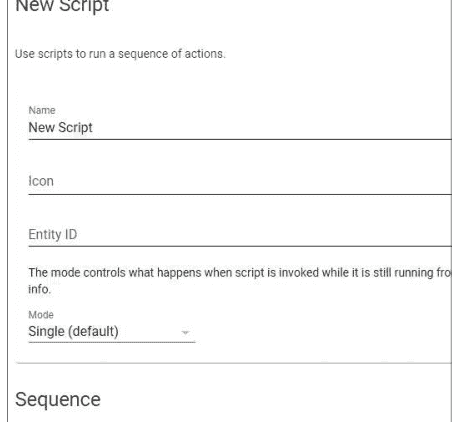 New Script
Use scripts to run a sequence of actions.
Name
New Script
Icon
Entity ID
The mode controls what happens when script is invoked while it is still running fro
info.
Mode
Single (default)
Sequence